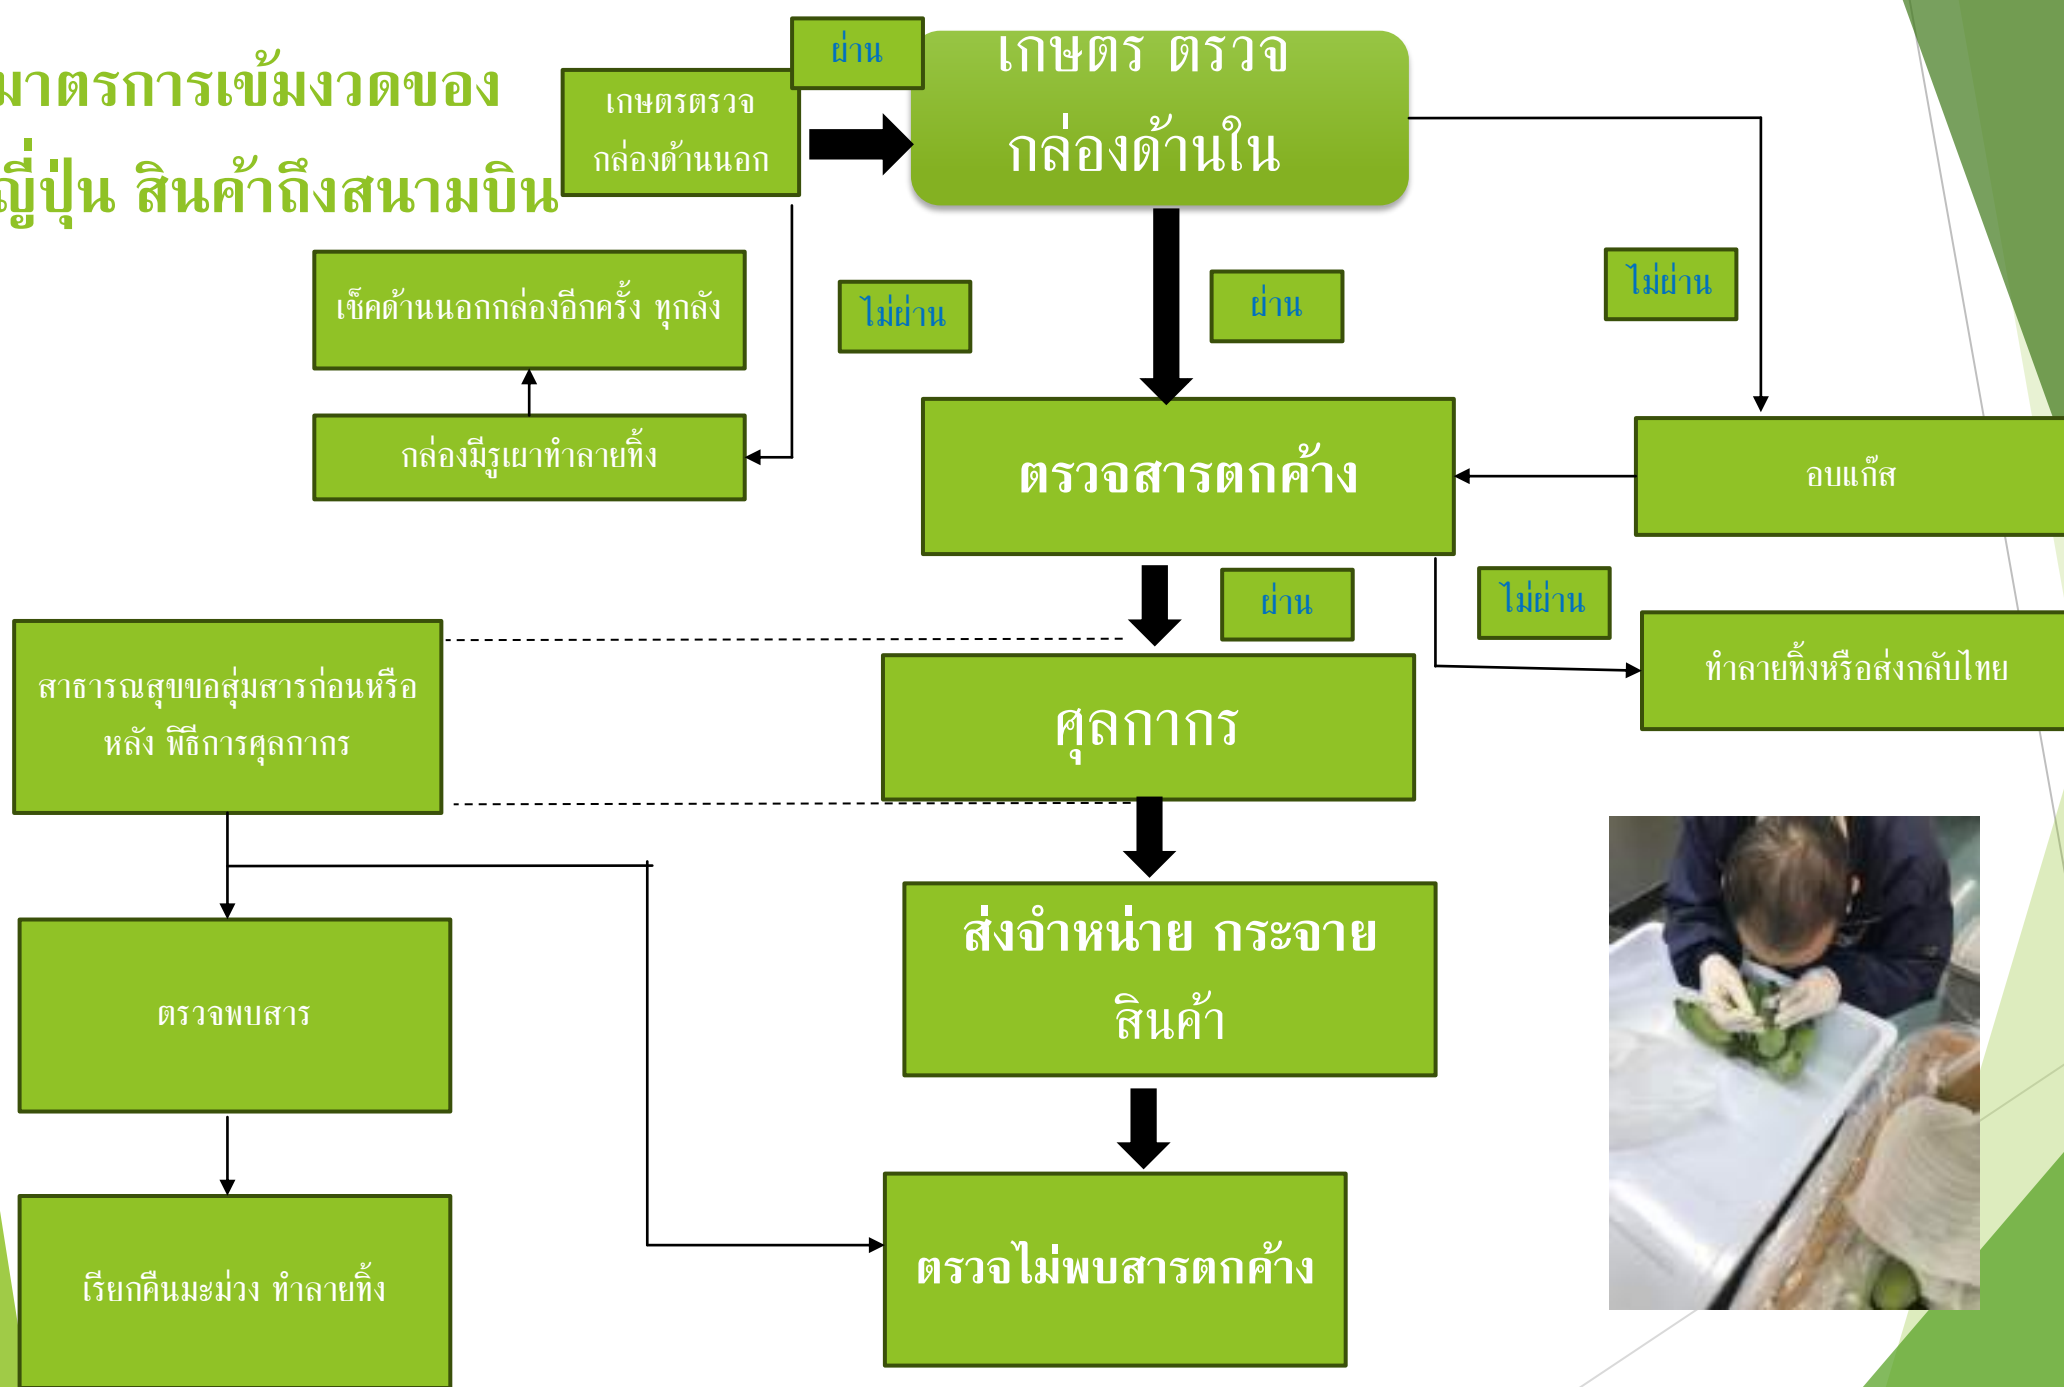 มาตรการเข้มงวดของ
ญี่ปุ่น สินค้าถึงสนามบิน
เกษตรตรวจ
กล่องด้านนอก
ผ่าน
เกษตร ตรวจ
กล่องด้านใน
เช็คด้านนอกกล่องอีกครั้ง ทุกลัง
ไม่ผ่าน
ผ่าน
ไม่ผ่าน
กล่องมีรูเผาทำลายทิ้ง
ตรวจสารตกค้าง
อบแก๊ส
ผ่าน
ไม่ผ่าน
สาธารณสุขขอสุ่มสารก่อนหรือ
หลัง พิธีการศุลกากร
ศุลกากร
ทำลายทิ้งหรือส่งกลับไทย
ตรวจพบสาร
ส่งจำหน่าย กระจาย
สินค้า
เรียกคืนมะม่วง ทำลายทิ้ง
ตรวจไม่พบสารตกค้าง